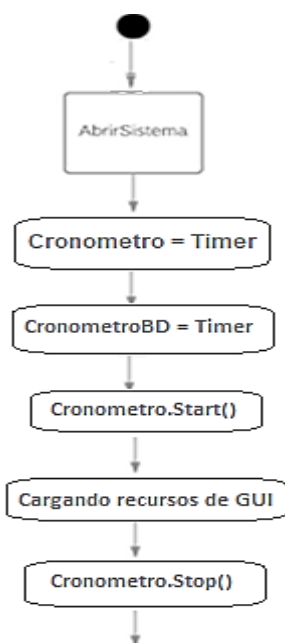 AbrirSistema
Cronometro = Timer
CronometroBD = Timer
Cronometro.Start()
Cargando recursos de GUI
Cronometro.Stop()